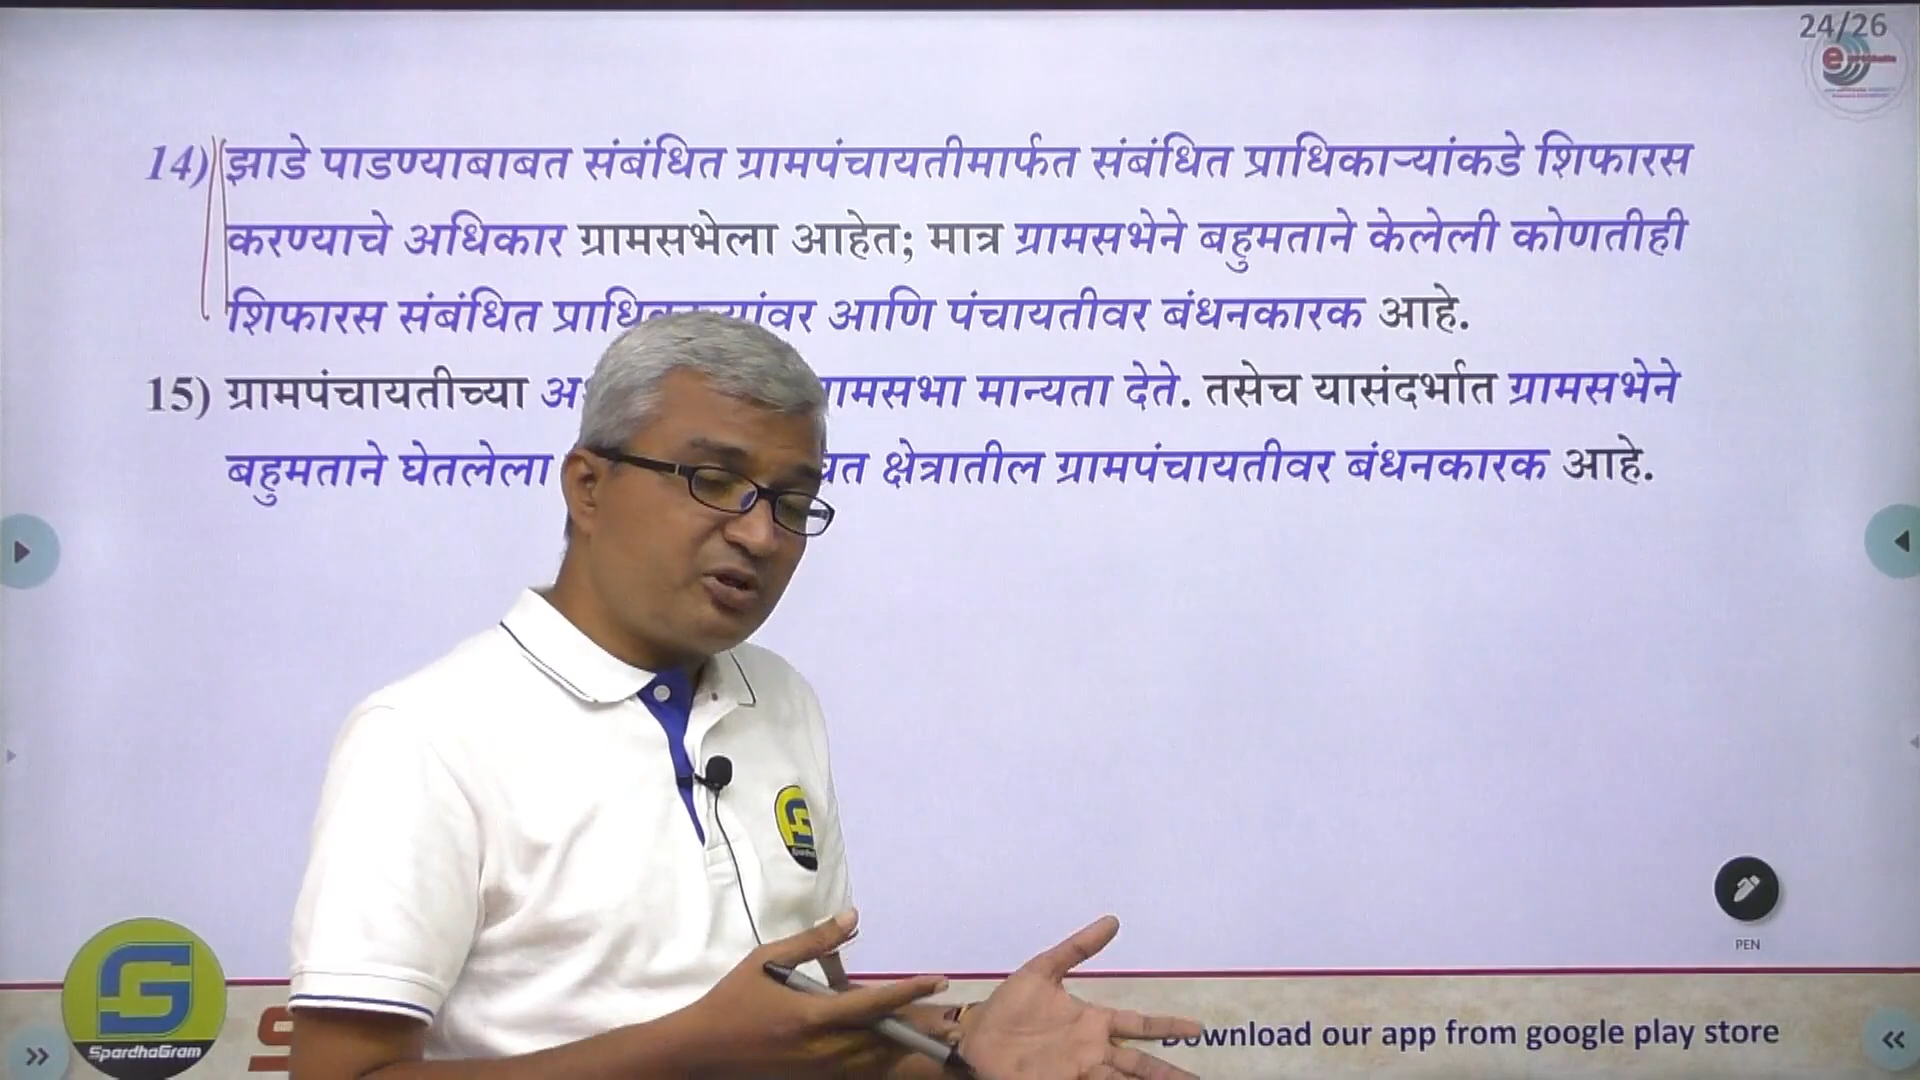 24/26
14) झाडे पाडण्याबाबत संबंधित ग्रामपंचायतीमार्फत संबंधित प्राधिकाऱ्यांकडे शिफारस
करण्याचे अधिकार ग्रामसभेला आहेत; मात्र ग्रामसभेने बहुमताने केलेली कोणतीही
शिफारस संबंधित आणि पंचायतीवर बंधनकारक आहे.
15) ग्रामपंचायतीच्या मान्यता देते. तसेच यासंदर्भात ग्रामसभेने
बहुमताने घेतलेला क्षेत्रातील ग्रामपंचायतीवर बंधनकारक आहे.
PEN
SpardhaGram
our app from google play store